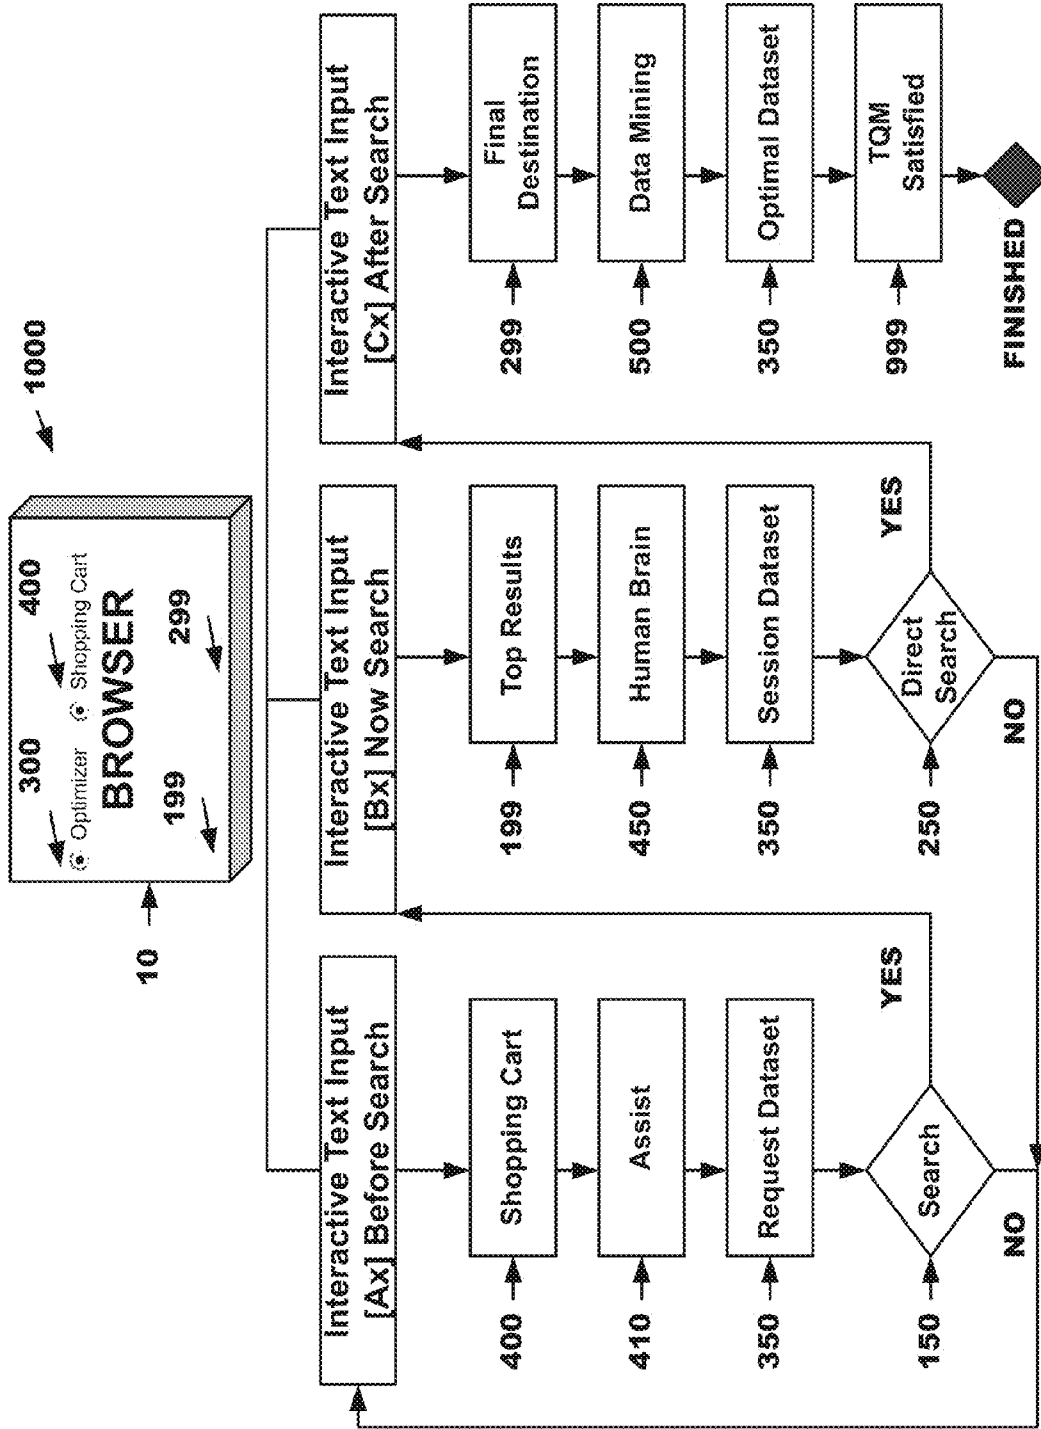 1000
300
400
Optimizer
Shopping Cart
BROWSER
199
299
10
Interactive Text Input
[Ax] Before Search
400
Shopping Cart
410
Assist
350
Request Dataset
150
Search
YES
NO
Interactive Text Input
[Bx] Now Search
199
Top Results
450
Human Brain
350
Session Dataset
250
Direct
Search
YES
NO
Interactive Text Input
[Cx] After Search
299
Final
Destination
500
Data Mining
350
Optimal Dataset
999
TQM
Satisfied
FINISHED